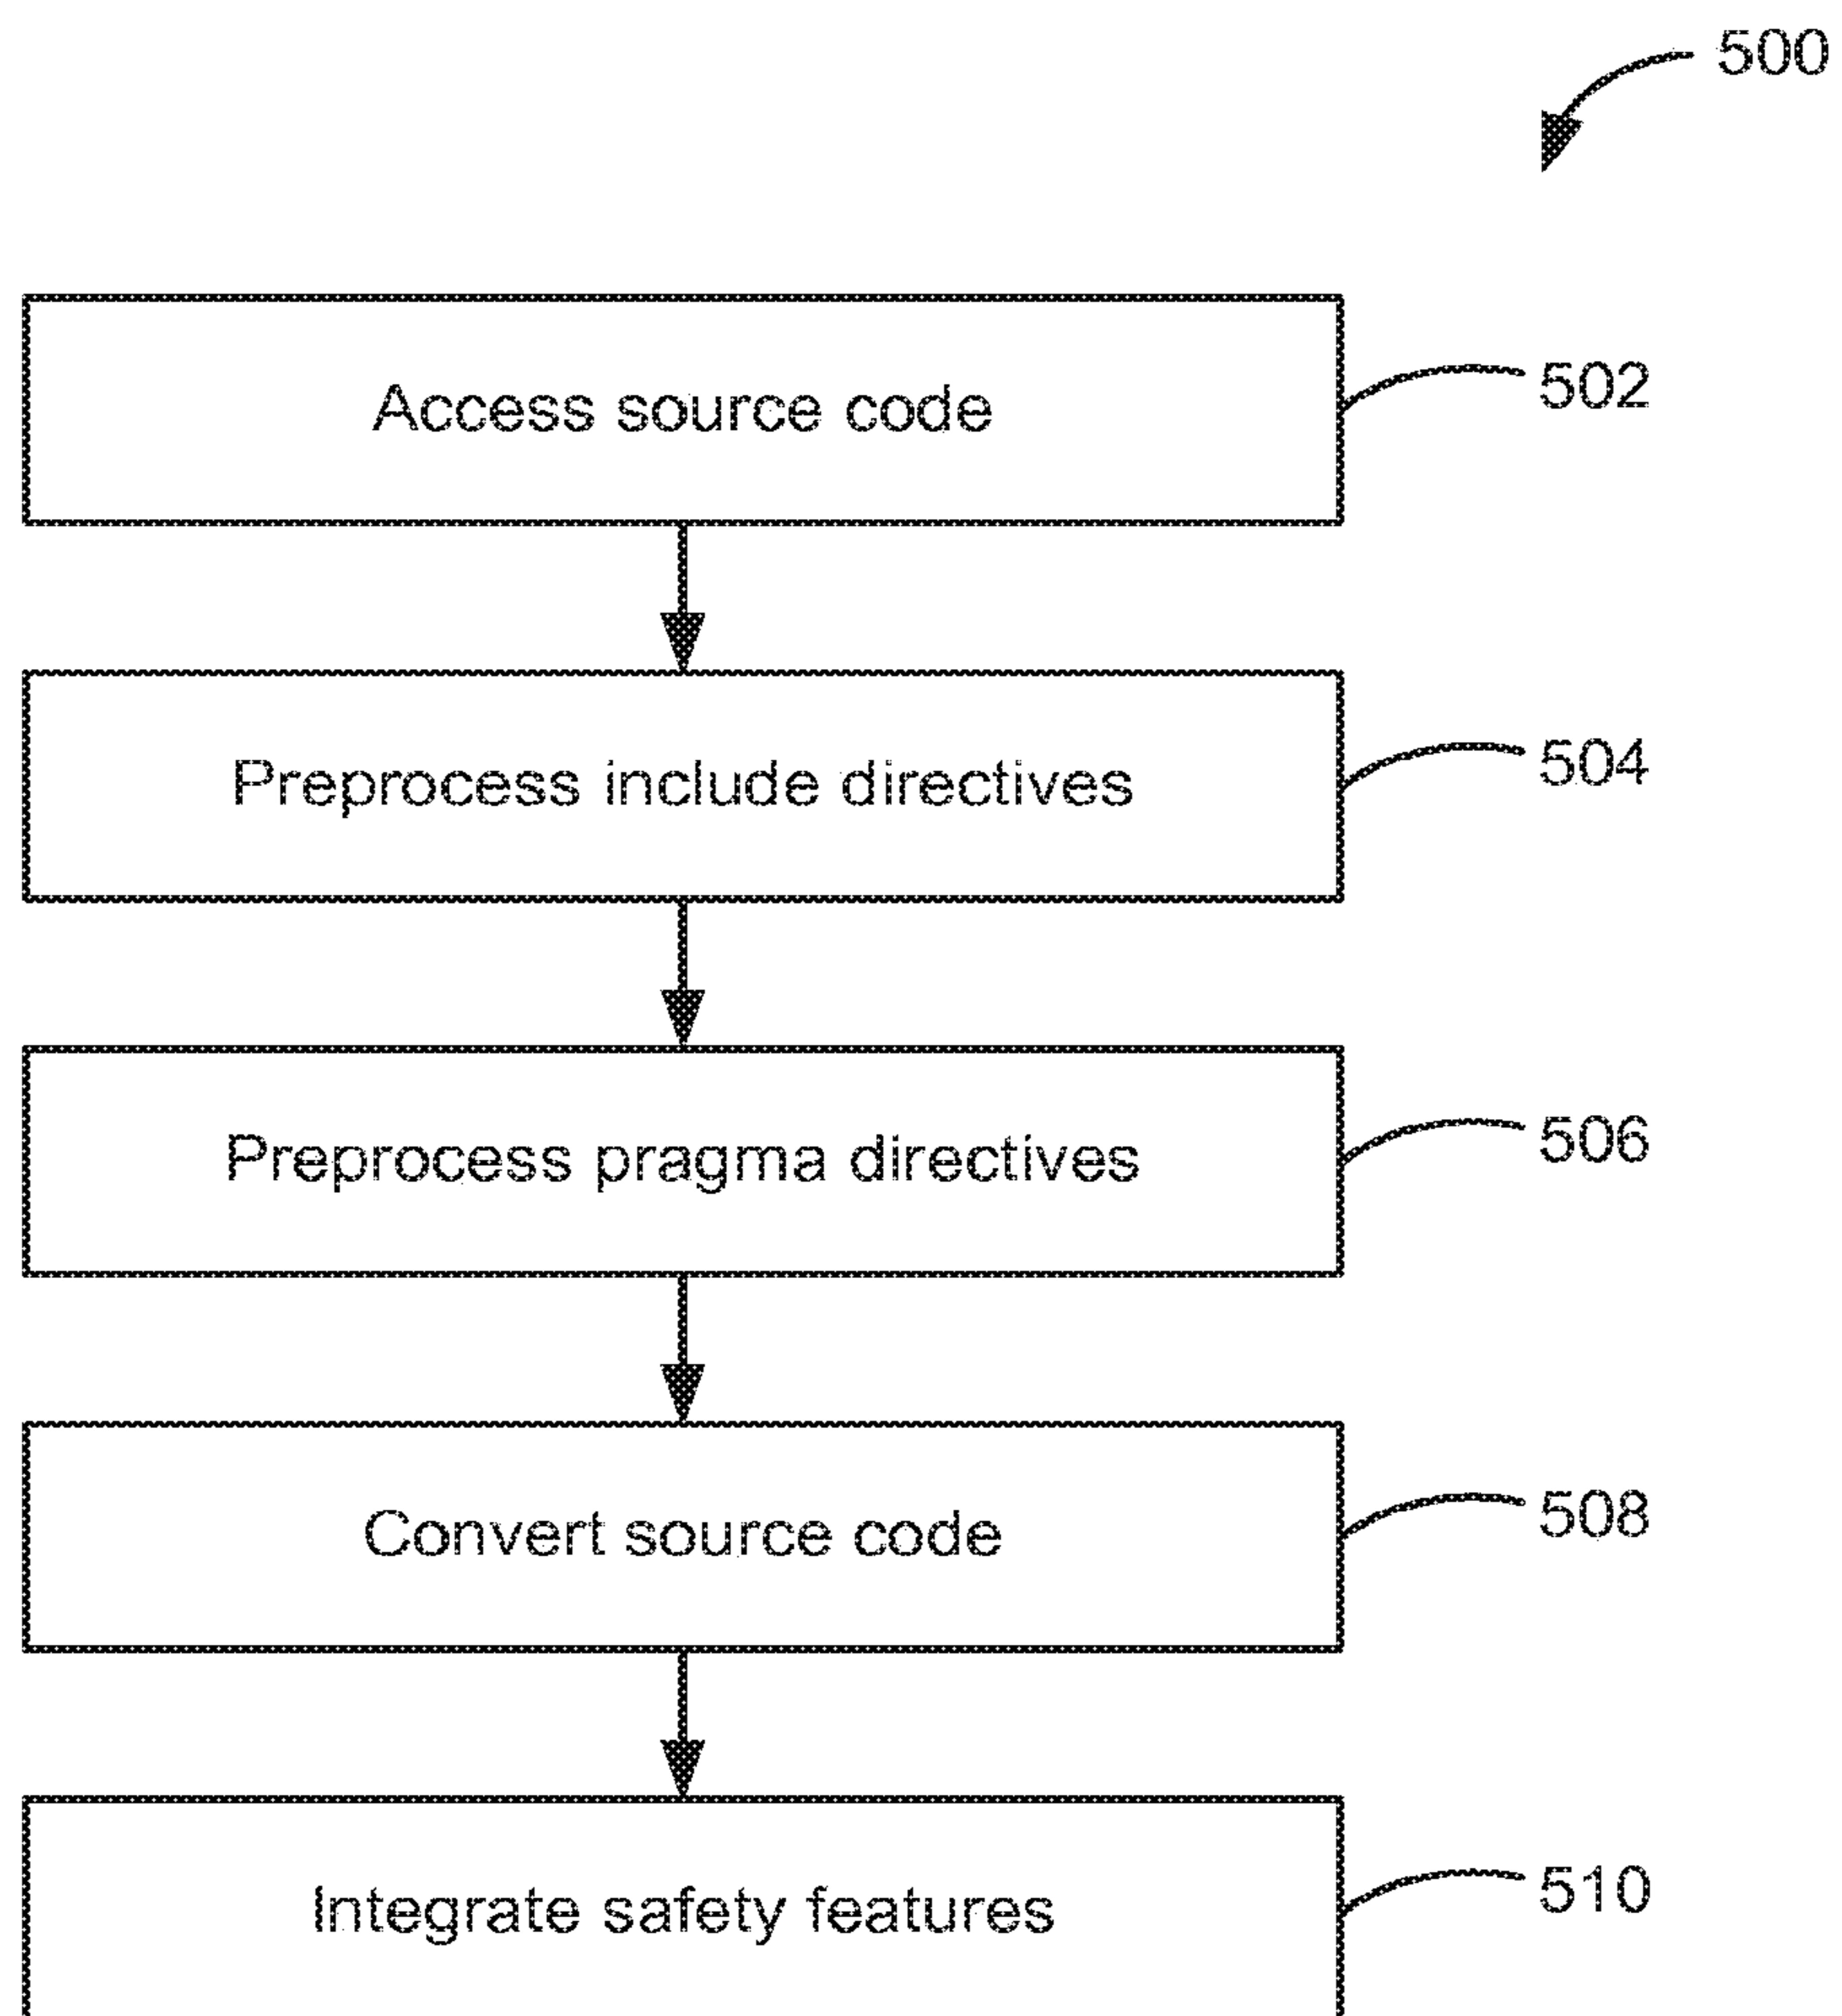 500
Access source code
502
Preprocess include directives
504
Preprocess pragma directives
506
Convert source code
508
Integrate safety features
510